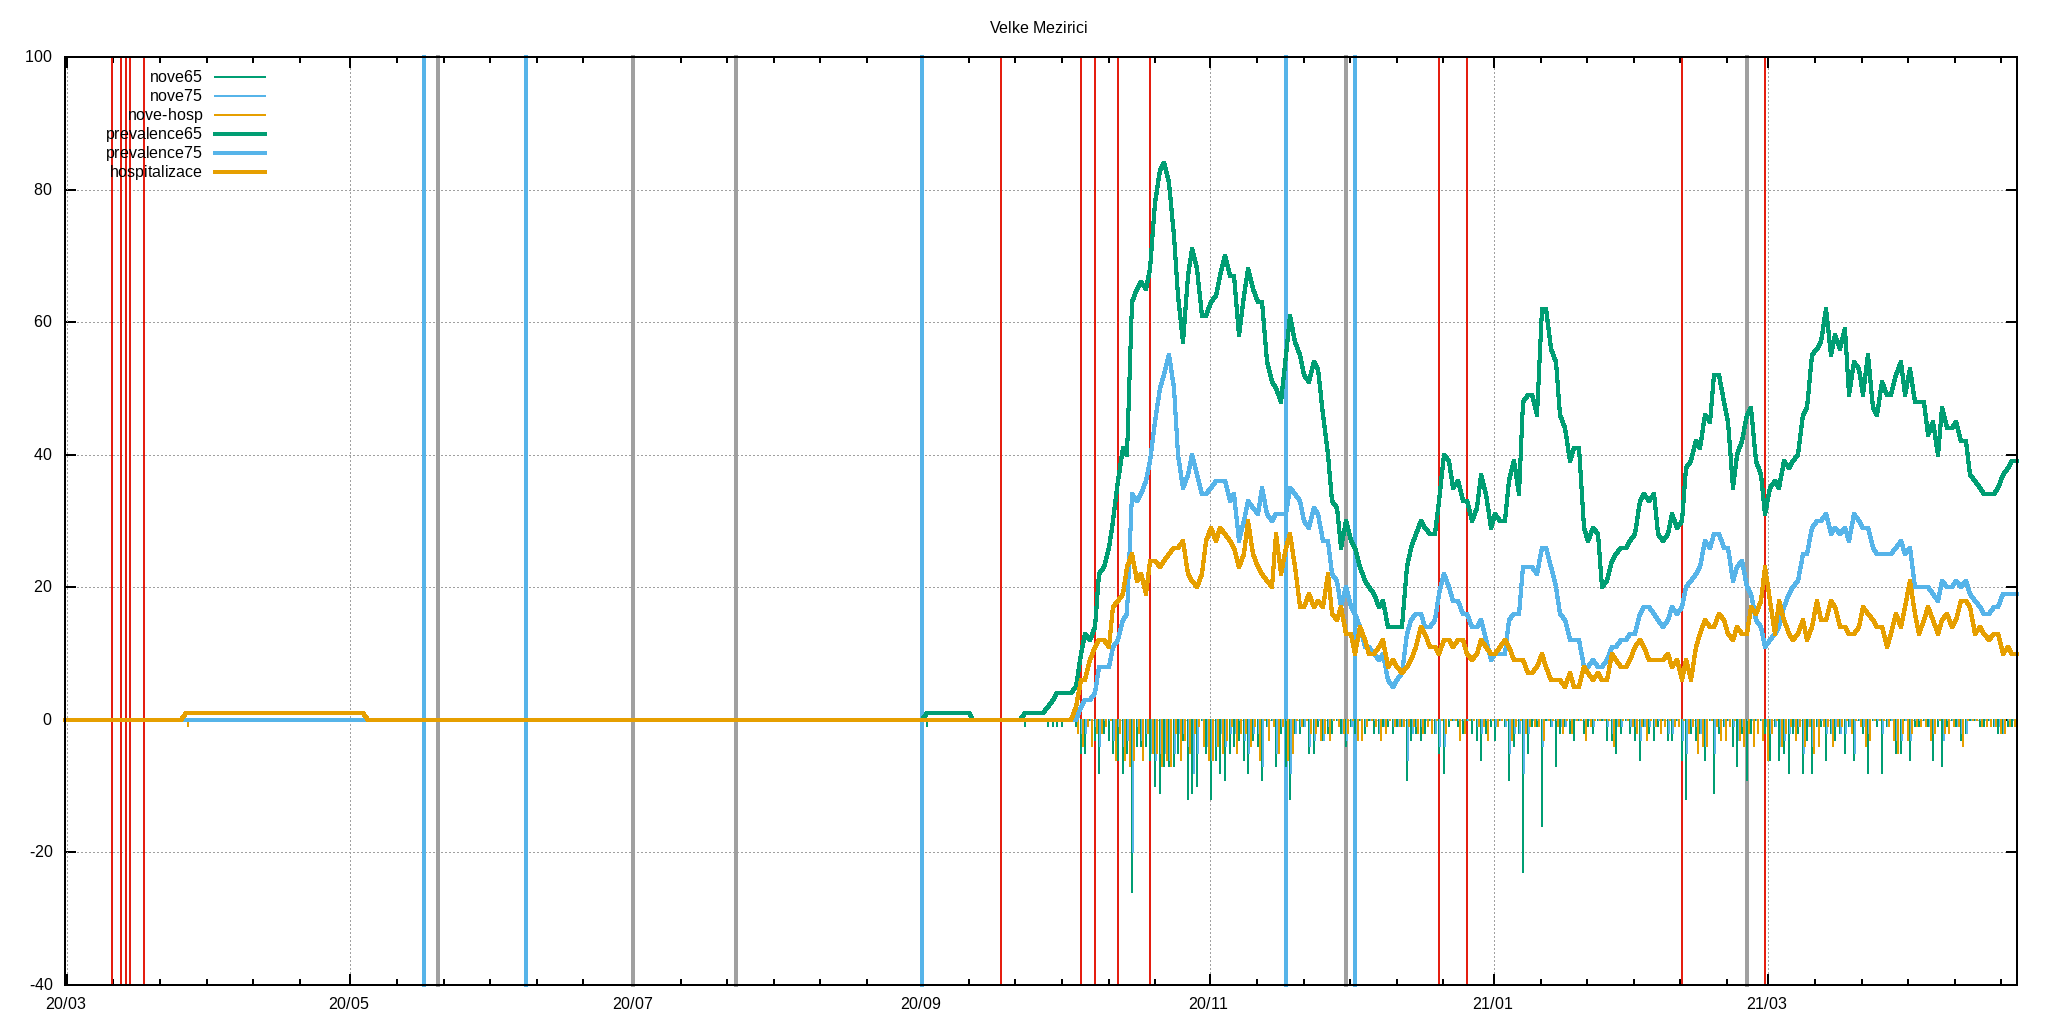 Velke Mezirici
100
80
60
40
20
0
-20
-40
nove65
nove75
nove-hosp
prevalence65
prevalence75
hospitalizace
20/03 20/05 20/07 20/09 20/11 21/01 21/03